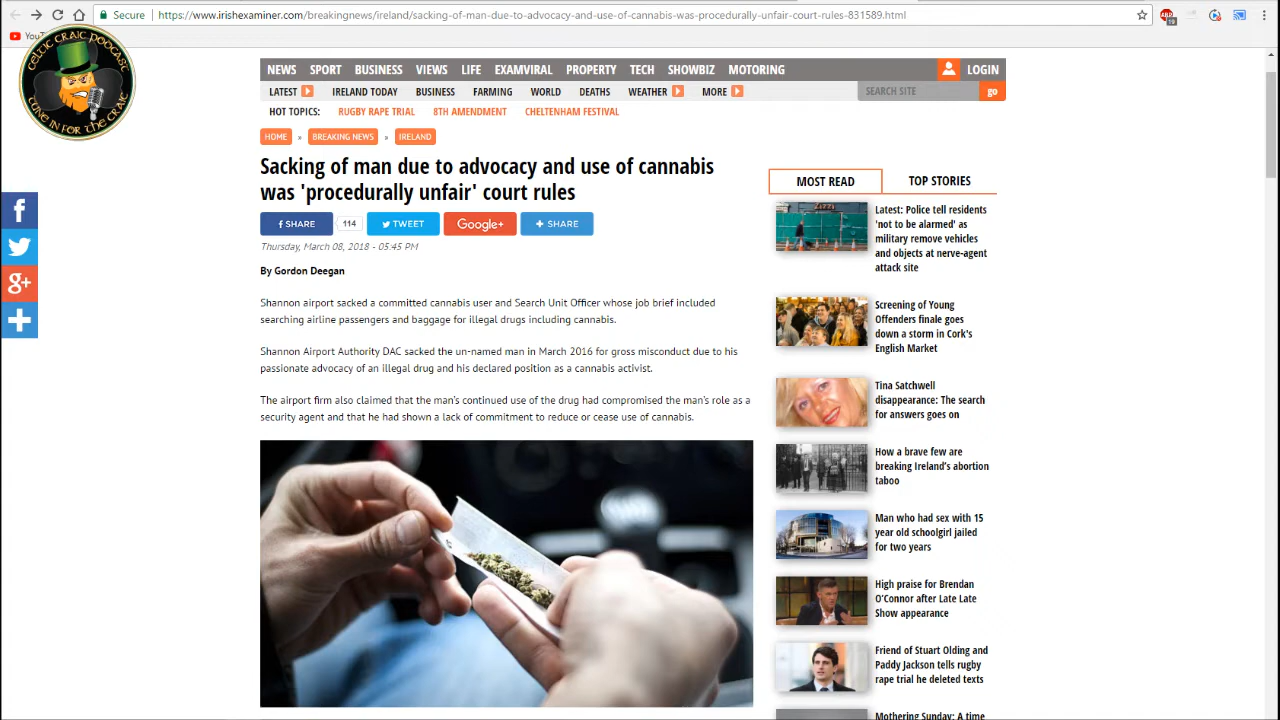 Secure
https://www.irishexaminer.com/breakingnews/ireland/sacking-of-man-due-to-advocacy-and-use-of-cannabis-was-procedurally-unfair-court-rules-831589.html
YouT
CELTIC CRAIC PODCAST
TUNE IN FOR THE CRAIC
NEWS SPORT BUSINESS VIEWS LIFE EXAMVIRAL PROPERTY TECH SHOWBIZ MOTORING LOGIN
LATEST IRELAND TODAY BUSINESS FARMING WORLD DEATHS WEATHER MORE SEARCH SITE go
HOT TOPICS: RUGBY RAPE TRIAL 8TH AMENDMENT CHELTENHAM FESTIVAL
HOME » BREAKING NEWS » IRELAND
Sacking of man due to advocacy and use of cannabis
was 'procedurally unfair' court rules
SHARE 114 TWEET Google+ SHARE
Thursday, March 08, 2018 - 05:45 PM
By Gordon Deegan
Shannon airport sacked a committed cannabis user and Search Unit Officer whose job brief included
searching airline passengers and baggage for illegal drugs including cannabis.
Shannon Airport Authority DAC sacked the un-named man in March 2016 for gross misconduct due to his
passionate advocacy of an illegal drug and his declared position as a cannabis activist.
The airport firm also claimed that the man's continued use of the drug had compromised the man's role as a
security agent and that he had shown a lack of commitment to reduce or cease use of cannabis.
MOST READ TOP STORIES
Latest: Police tell residents
'not to be alarmed' as
military remove vehicles
and objects at nerve-agent
attack site
Screening of Young
Offenders finale goes
down a storm in Cork's
English Market
Tina Satchwell
disappearance: The search
for answers goes on
How a brave few are
breaking Ireland's abortion
taboo
Man who had sex with 15
year old schoolgirl jailed
for two years
High praise for Brendan
O'Connor after Late Late
Show appearance
Friend of Stuart Olding and
Paddy Jackson tells rugby
rape trial he deleted texts
Mothering Sunday: A time